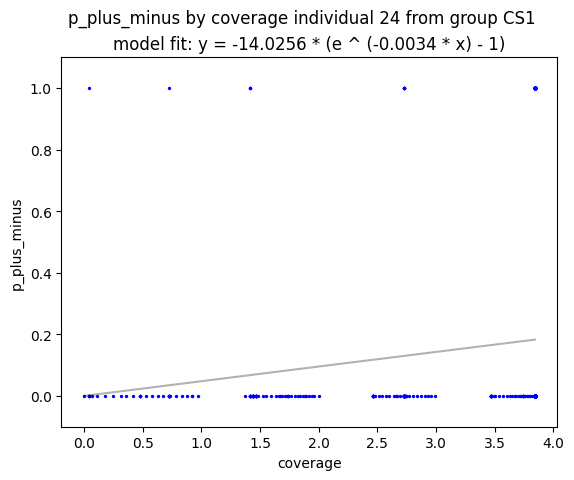 p_plus_minus by coverage individual 24 from group CS1
model fit: y = -14.0256 * (e ^ (-0.0034 * x) - 1)
1.0
0.8
0.6
0.4
0.2
0.0
p_plus_minus
0.0 0.5 1.0 1.5 2.0 2.5 3.0 3.5 4.0
coverage